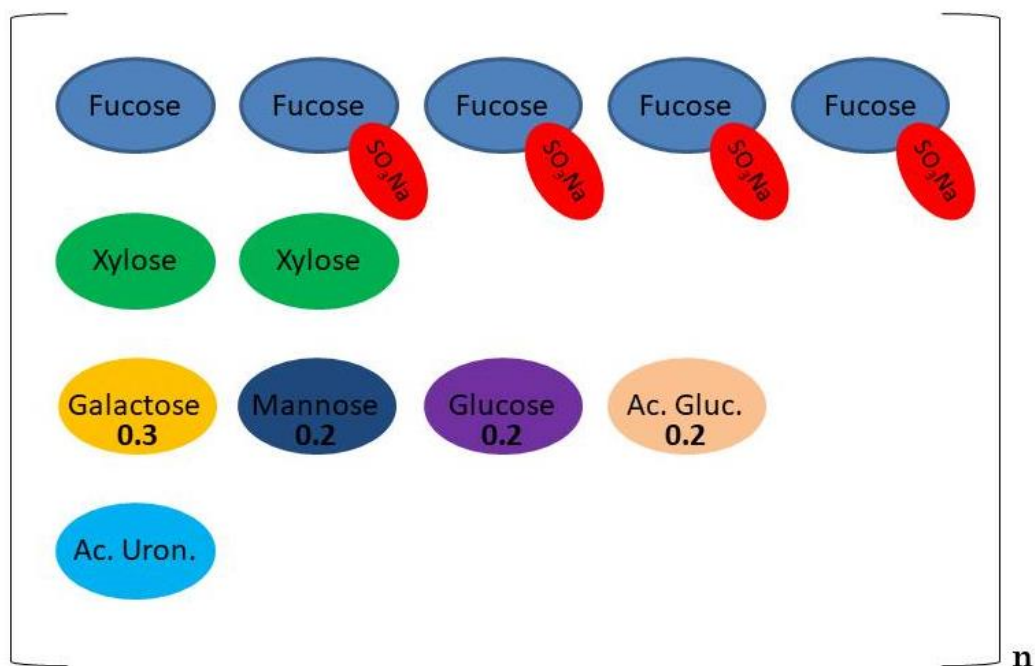 Fucose Fucose Fucose Fucose Fucose
SO₃Na SO₃Na SO₃Na SO₃Na
Xylose Xylose
Galactose Mannose Glucose Ac. Gluc.
0.3 0.2 0.2 0.2
Ac. Uron.
n